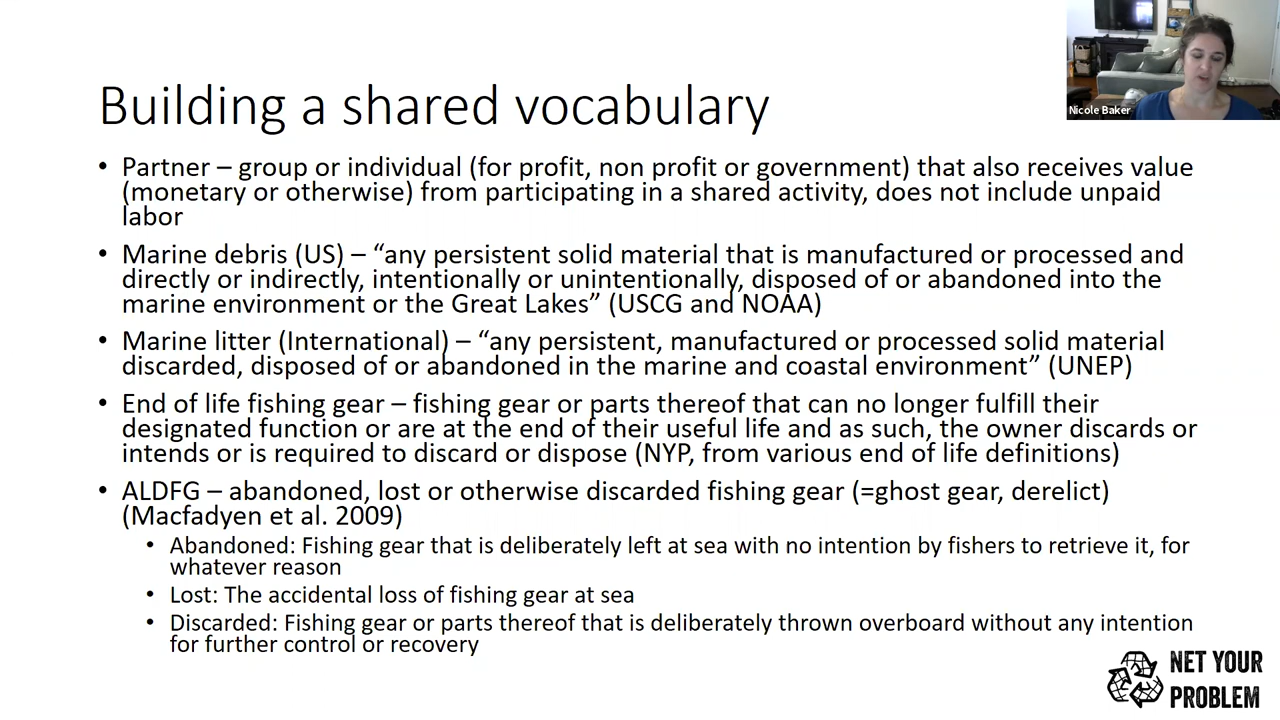 Building a shared vocabulary
Nicole Baker
• Partner – group or individual (for profit, non profit or government) that also receives value
(monetary or otherwise) from participating in a shared activity, does not include unpaid
labor
• Marine debris (US) – “any persistent solid material that is manufactured or processed and
directly or indirectly, intentionally or unintentionally, disposed of or abandoned into the
marine environment or the Great Lakes” (USCG and NOAA)
• Marine litter (International) – “any persistent, manufactured or processed solid material
discarded, disposed of or abandoned in the marine and coastal environment” (UNEP)
• End of life fishing gear – fishing gear or parts thereof that can no longer fulfill their
designated function or are at the end of their useful life and as such, the owner discards or
intends or is required to discard or dispose (NYP, from various end of life definitions)
• ALDFG – abandoned, lost or otherwise discarded fishing gear (=ghost gear, derelict)
(Macfadyen et al. 2009)
• Abandoned: Fishing gear that is deliberately left at sea with no intention by fishers to retrieve it, for
whatever reason
• Lost: The accidental loss of fishing gear at sea
• Discarded: Fishing gear or parts thereof that is deliberately thrown overboard without any intention
for further control or recovery
NET YOUR
PROBLEM